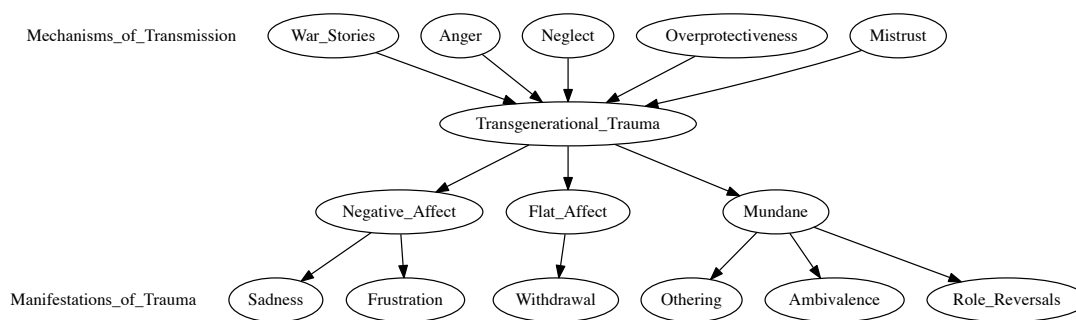 Mechanisms_of_Transmission War_Stories Anger Neglect Overprotectiveness Mistrust
Transgenerational_Trauma
Negative_Affect Flat_Affect Mundane
Manifestations_of_Trauma Sadness Frustration Withdrawal Othering Ambivalence Role_Reversals